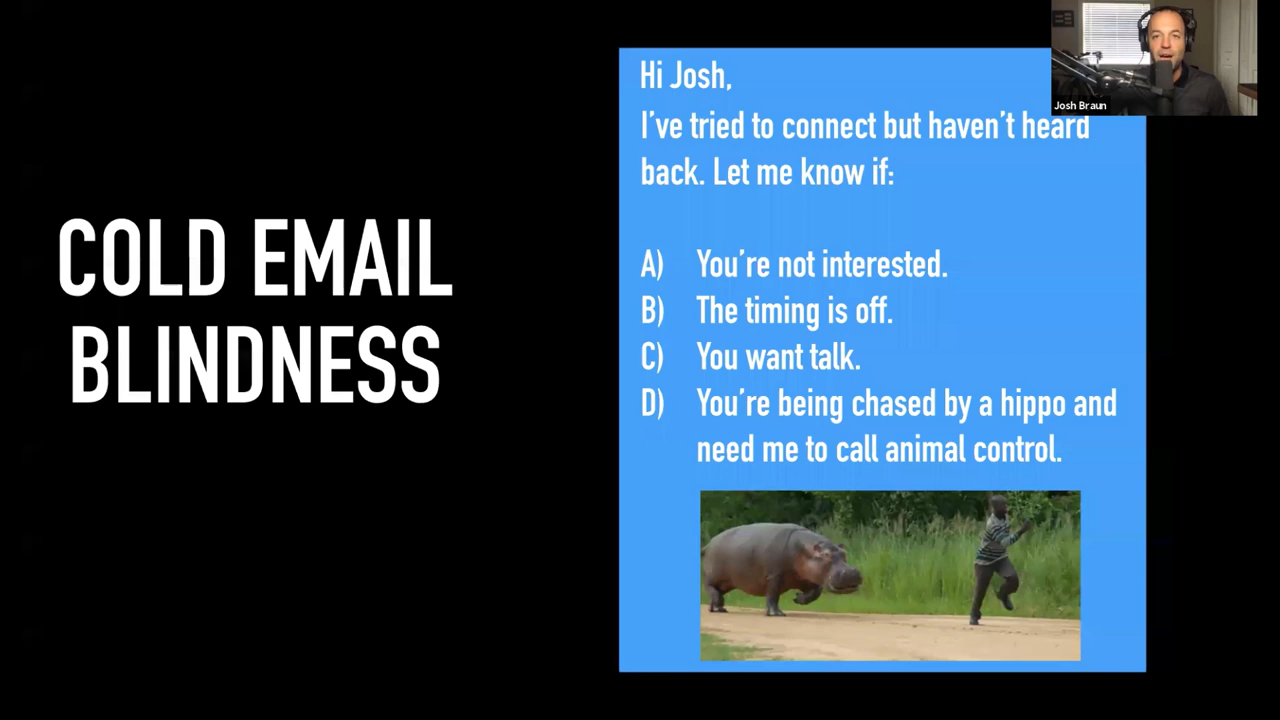 COLD EMAIL
BLINDNESS
Hi Josh,
I've tried to connect but haven't heard
back. Let me know if:
A) You're not interested.
B) The timing is off.
C) You want talk.
D) You're being chased by a hippo and
need me to call animal control.
Josh Braun